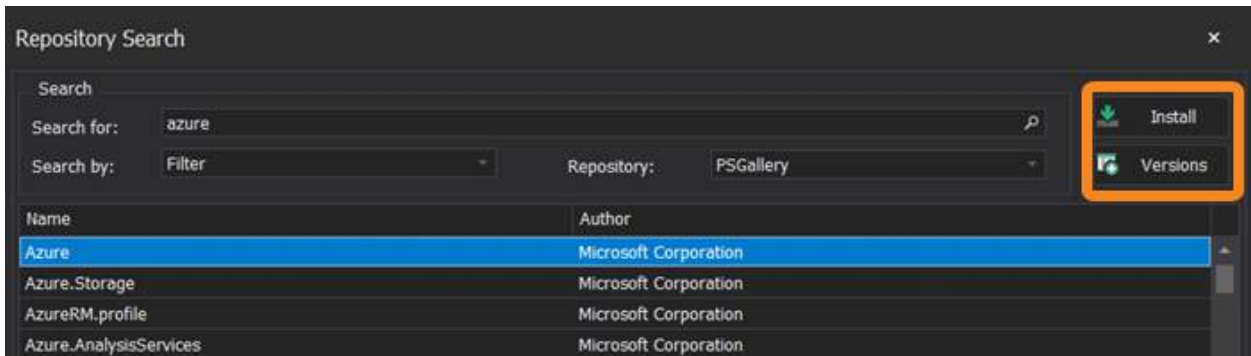 Repository Search ×
Search
Search for: azure
Install
Search by: Filter Repository: PSGallery
Versions
Name Author
Azure Microsoft Corporation
Azure.Storage Microsoft Corporation
AzureRM.profile Microsoft Corporation
Azure.AnalysisServices Microsoft Corporation